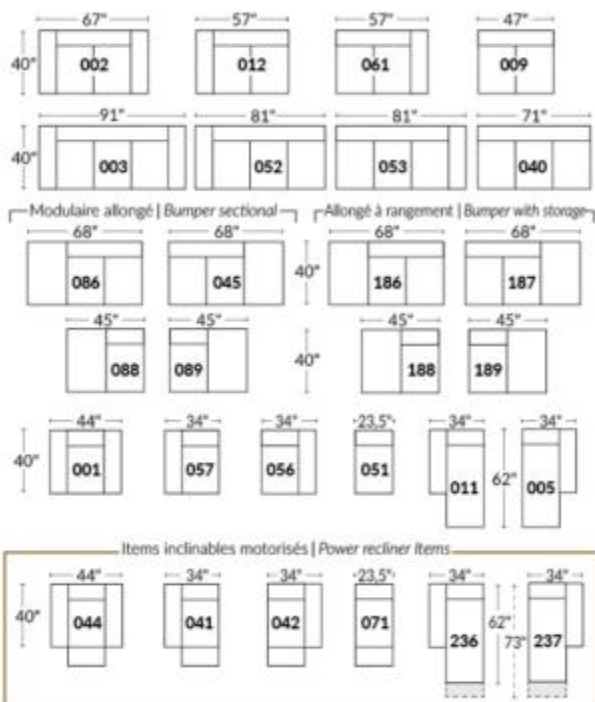 67" 57" 57" 47"
40" 002 012 061 009
91" 81" 81" 71"
40" 003 052 053 040
Modulaire allongé | Bumper sectional Allongé à rangement | Bumper with storage
68" 68" 68" 68"
086 045 40" 186 187
45" 45" 45" 45"
088 089 40" 188 189
44" 34" 34" 23,5" 34" 34"
40" 001 057 056 051 011 62" 005
Items inclinables motorisés | Power recliner Items
44" 34" 34" 23,5" 34" 34"
40" 044 041 042 071 236 62" 73" 237